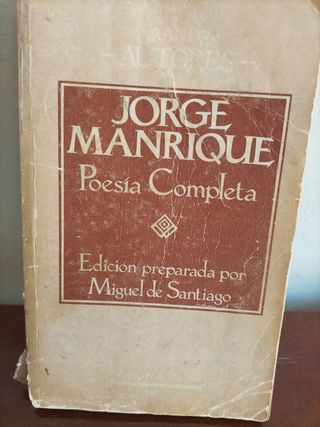 GRANDES
– AUTORES –
JORGE
MANRIQUE
Poesía Completa
Edición preparada por
Miguel de Santiago